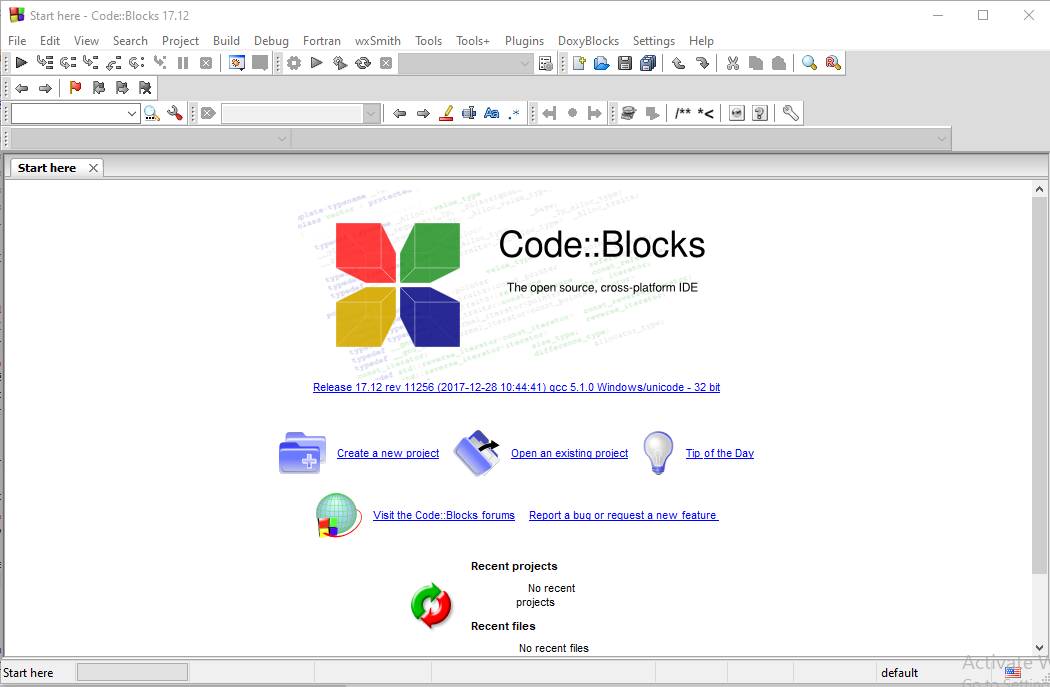 Start here - Code::Blocks 17.12
File Edit View Search Project Build Debug Fortran wxSmith Tools Tools+ Plugins DoxyBlocks Settings Help
/** *<
Start here
Code::Blocks
The open source, cross-platform IDE
Release 17.12 rev 11256 (2017-12-28 10:44:41) gcc 5.1.0 Windows/unicode - 32 bit
Create a new project Open an existing project Tip of the Day
Visit the Code::Blocks forums Report a bug or request a new feature
Recent projects
No recent
projects
Recent files
No recent files
Activate W
Start here default